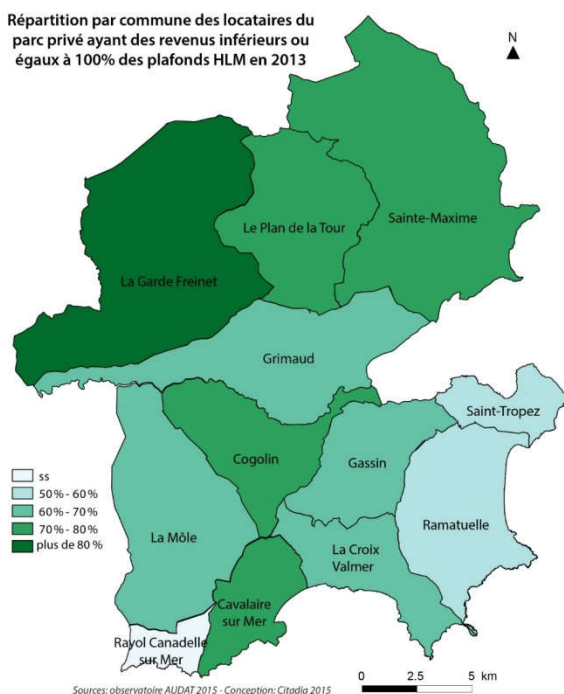 Répartition par commune des locataires du
parc privé ayant des revenus inférieurs ou
égaux à 100% des plafonds HLM en 2013
N
Sainte-Maxime
Le Plan de la Tour
La Garde Freinet
Grimaud
Saint-Tropez
Cogolin
Gassin
ss
50% - 60%
60% - 70%
70% - 80%
plus de 80%
Ramatuelle
La Môle
La Croix
Valmer
Cavalaire
sur Mer
Rayol Canadelle
sur Mer
0 2.5 5 km
Sources: observatoire AUDAT 2015 - Conception: Citadia 2015